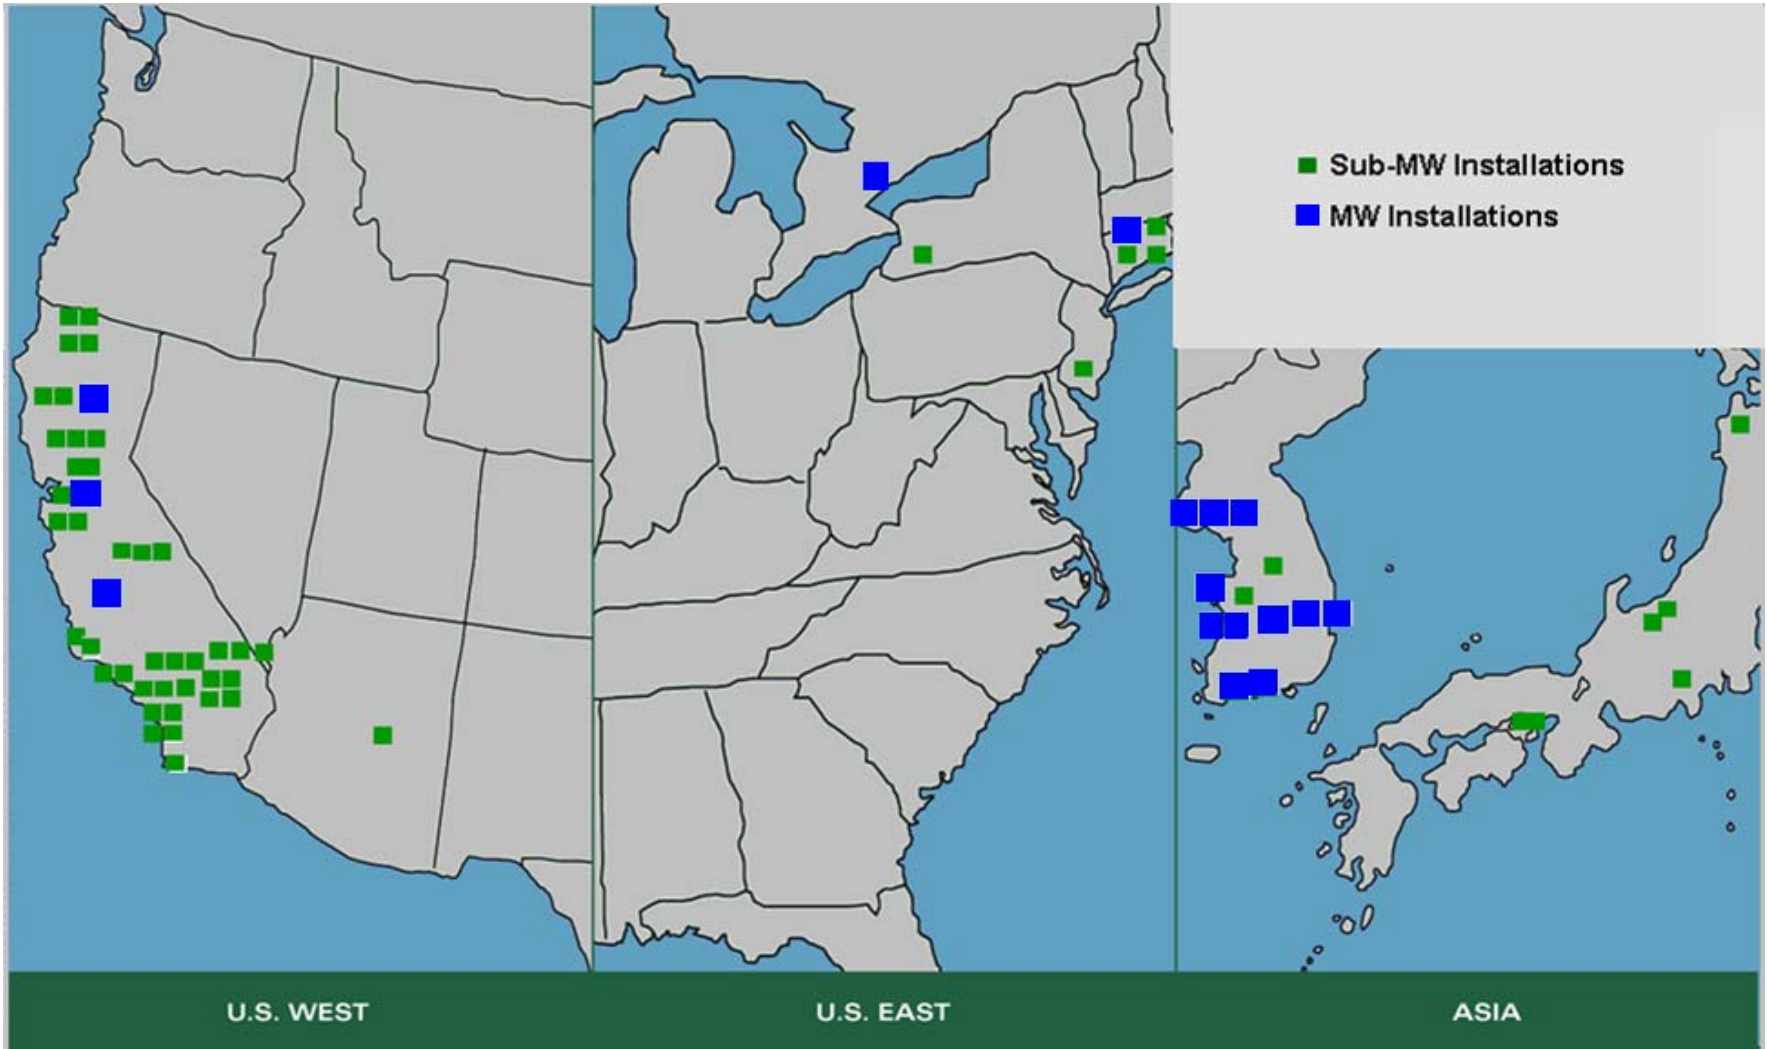 Sub-MW Installations
MW Installations
U.S. WEST
U.S. EAST
ASIA